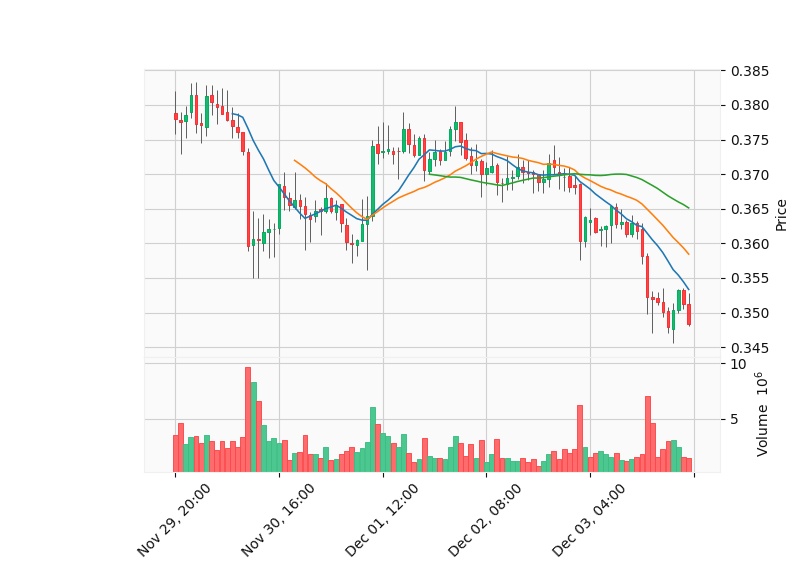 0.385
0.380
0.375
0.370
0.365
0.360
0.355
0.350
0.345
Price
10
5
Volume 10^6
Nov 29, 20:00
Nov 30, 16:00
Dec 01, 12:00
Dec 02, 08:00
Dec 03, 04:00